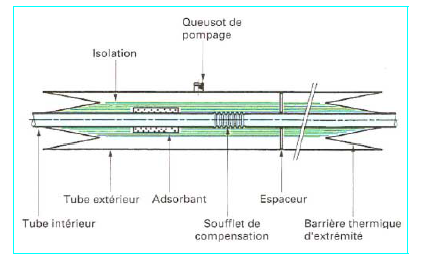 Queusot de
pompage
Isolation
Tube extérieur
Adsorbant
Espaceur
Tube intérieur
Soufflet de
compensation
Barrière thermique
d'extrémité